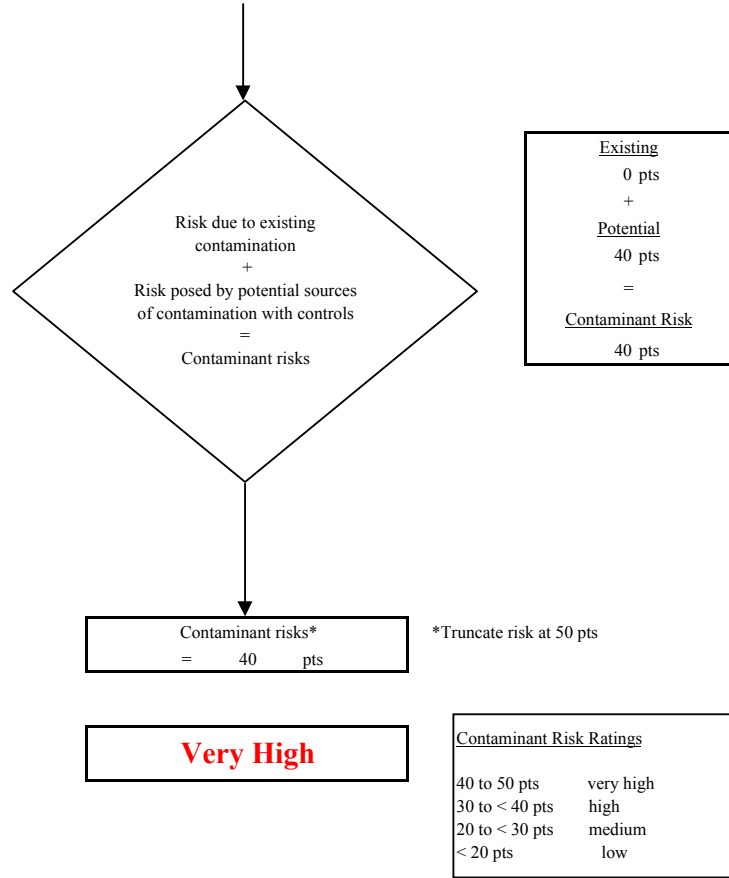 Risk due to existing
contamination
+
Risk posed by potential sources
of contamination with controls
=
Contaminant risks
Existing
0 pts
+
Potential
40 pts
=
Contaminant Risk
40 pts
Contaminant risks*
= 40 pts
*Truncate risk at 50 pts
Very High
Contaminant Risk Ratings
40 to 50 pts very high
30 to < 40 pts high
20 to < 30 pts medium
< 20 pts low